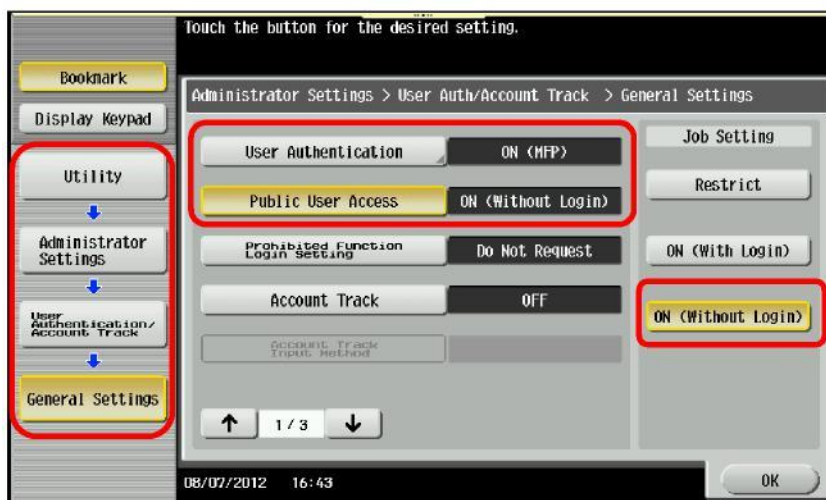 Touch the button for the desired setting.
Bookmark
Display Keypad
Utility
Administrator
Settings
User
Authentication/
Account Track
General Settings
Administrator Settings > User Auth/Account Track > General Settings
User Authentication
ON (MFP)
Public User Access
ON (Without Login)
Prohibited Function
Login Setting
Do Not Request
Account Track
OFF
Account Track
Input Method
↑ 1/3 ↓
Job Setting
Restrict
ON (With Login)
ON (Without Login)
08/07/2012 16:43
OK